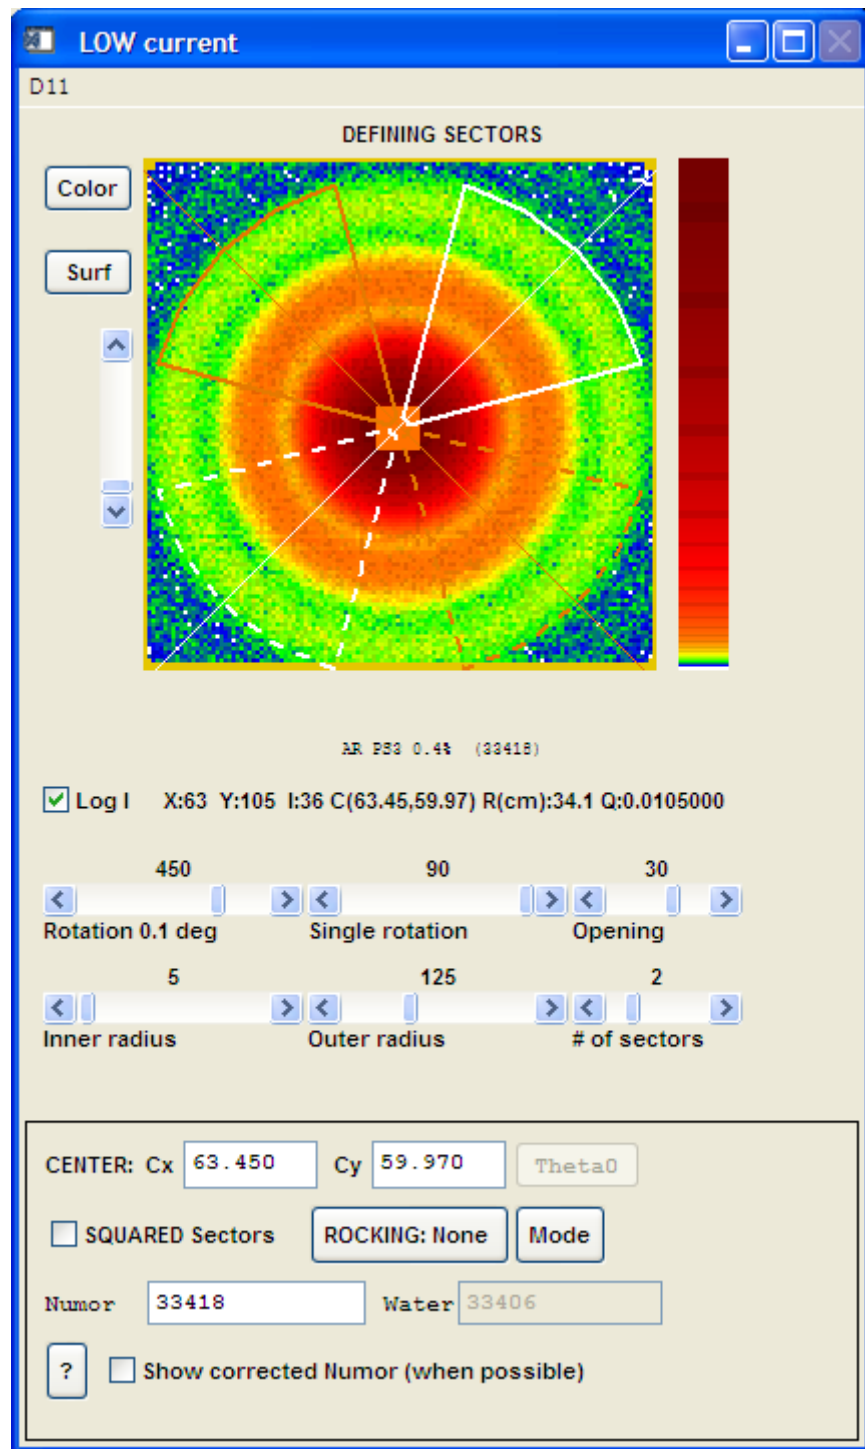 LOW current
D11
DEFINING SECTORS
Color
Surf
AR PS3 0.4% (33418)
Log I X:63 Y:105 I:36 C(63.45,59.97) R(cm):34.1 Q:0.0105000
450 90 30
Rotation 0.1 deg Single rotation Opening
5 125 2
Inner radius Outer radius # of sectors
CENTER: Cx 63.450 Cy 59.970 Theta0
SQUARED Sectors ROCKING: None Mode
Numor 33418 Water 33406
? Show corrected Numor (when possible)